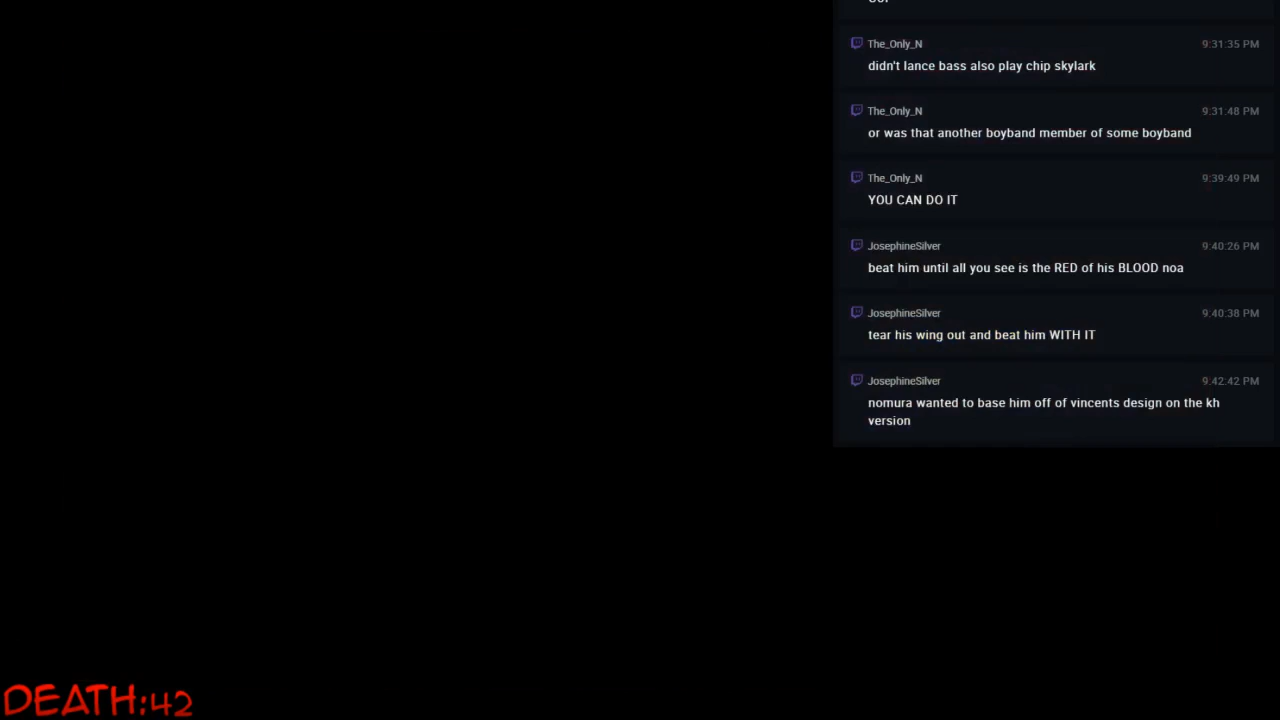 The_Only_N 9:31:35 PM
didn't lance bass also play chip skylark
The_Only_N 9:31:48 PM
or was that another boyband member of some boyband
The_Only_N 9:39:49 PM
YOU CAN DO IT
JosephineSilver 9:40:26 PM
beat him until all you see is the RED of his BLOOD noa
JosephineSilver 9:40:38 PM
tear his wing out and beat him WITH IT
JosephineSilver 9:42:42 PM
nomura wanted to base him off of vincents design on the kh
version
DEATH:42